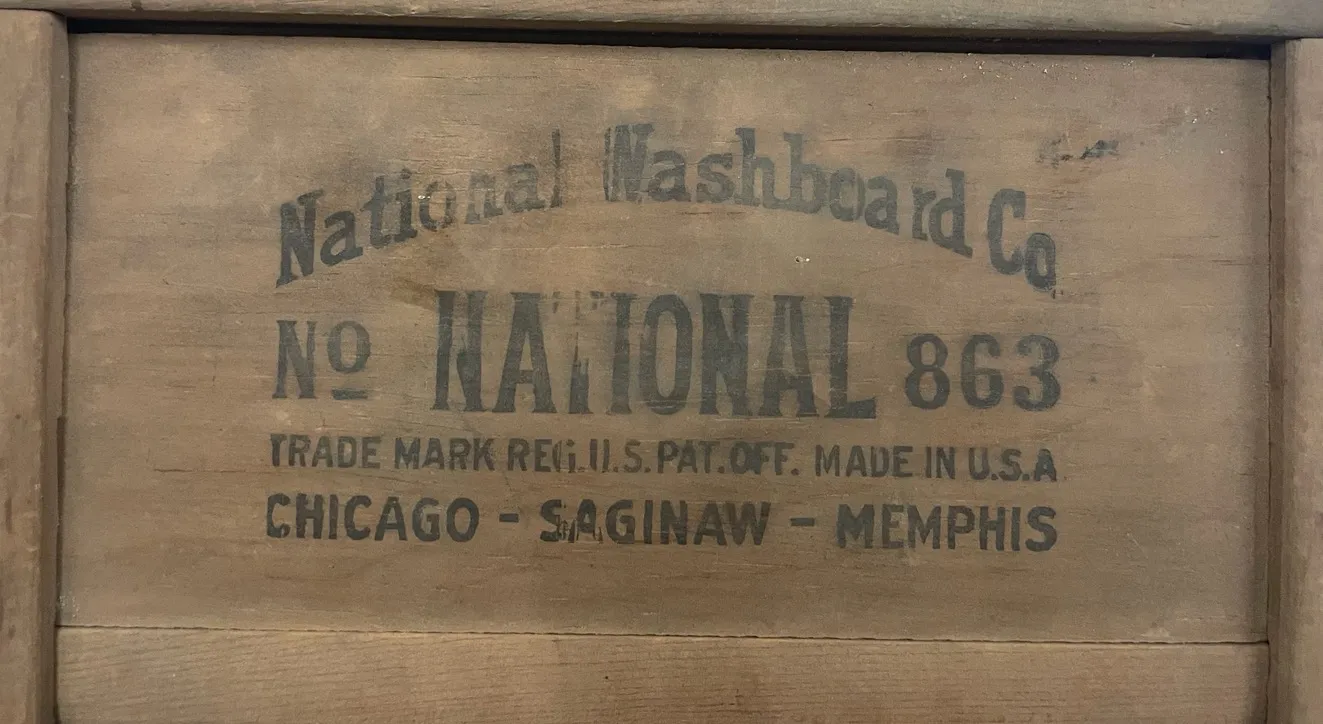 National Washboard Co
No NATIONAL 863
TRADE MARK REG. U.S. PAT. OFF. MADE IN U.S.A
CHICAGO - SAGINAW - MEMPHIS